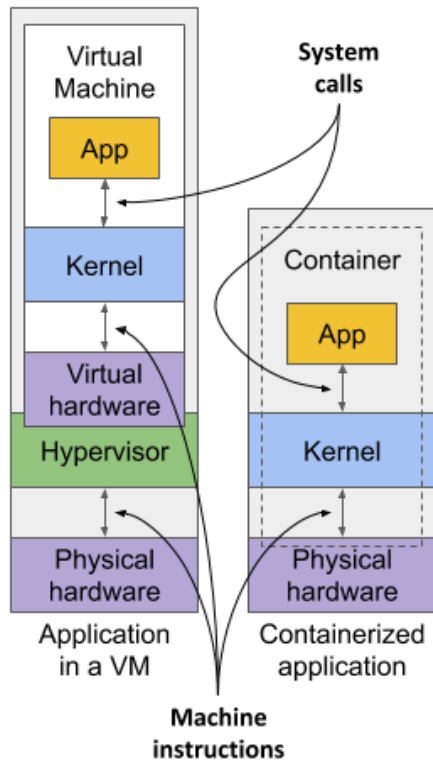 Virtual
Machine
App
Kernel
Virtual
hardware
Hypervisor
Physical
hardware
Application
in a VM
System
calls
Container
App
Kernel
Physical
hardware
Containerized
application
Machine
instructions